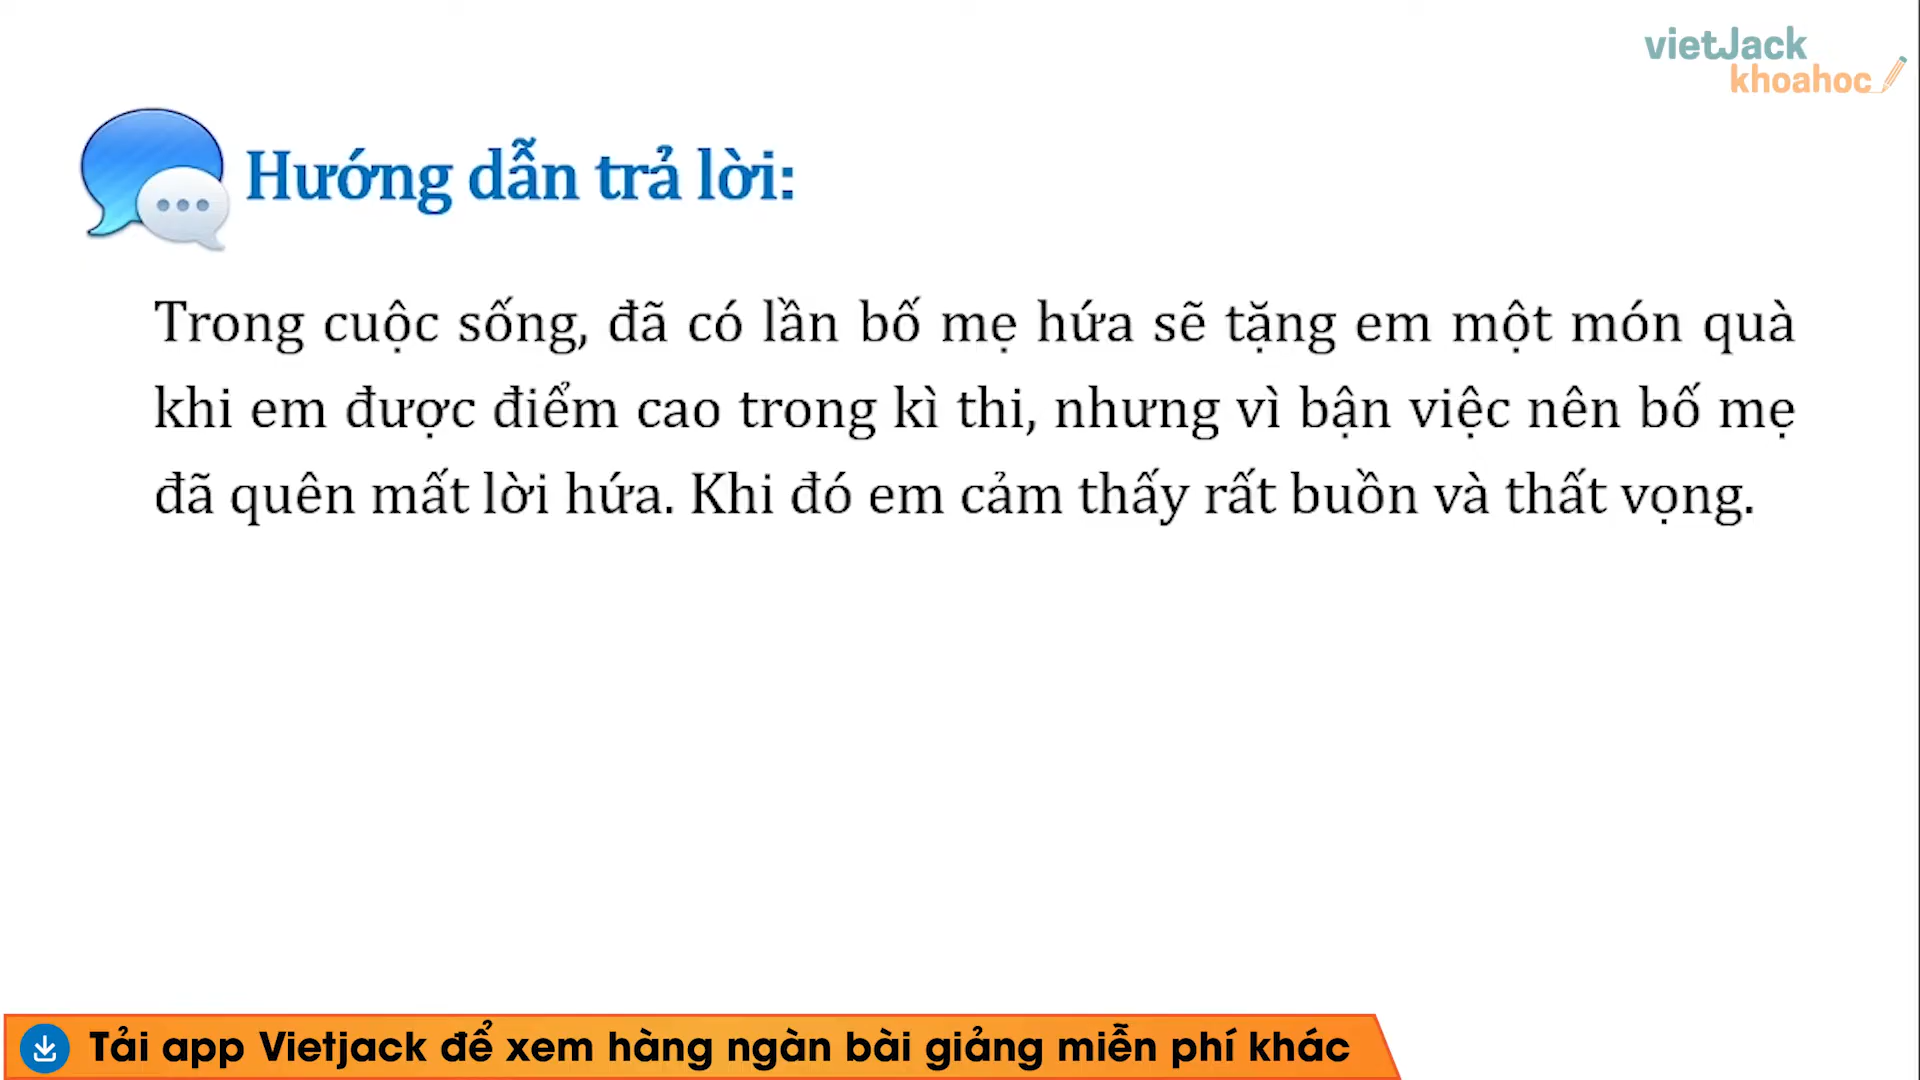 vietJack
khoahoc
Hướng dẫn trả lời:
Trong cuộc sống, đã có lần bố mẹ hứa sẽ tặng em một món quà
khi em được điểm cao trong kì thi, nhưng vì bận việc nên bố mẹ
đã quên mất lời hứa. Khi đó em cảm thấy rất buồn và thất vọng.
Tải app Vietjack để xem hàng ngàn bài giảng miễn phí khác